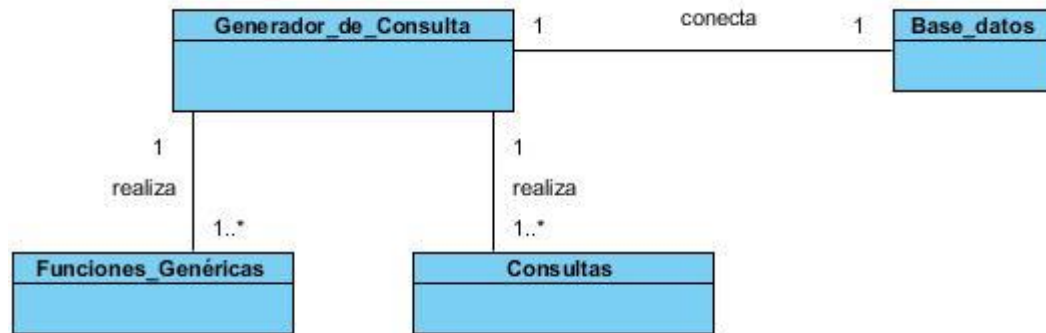 Generador_de_Consulta
1
conecta
1
Base_datos
1
realiza
1..*
1
realiza
1..*
Funciones_Genéricas
Consultas